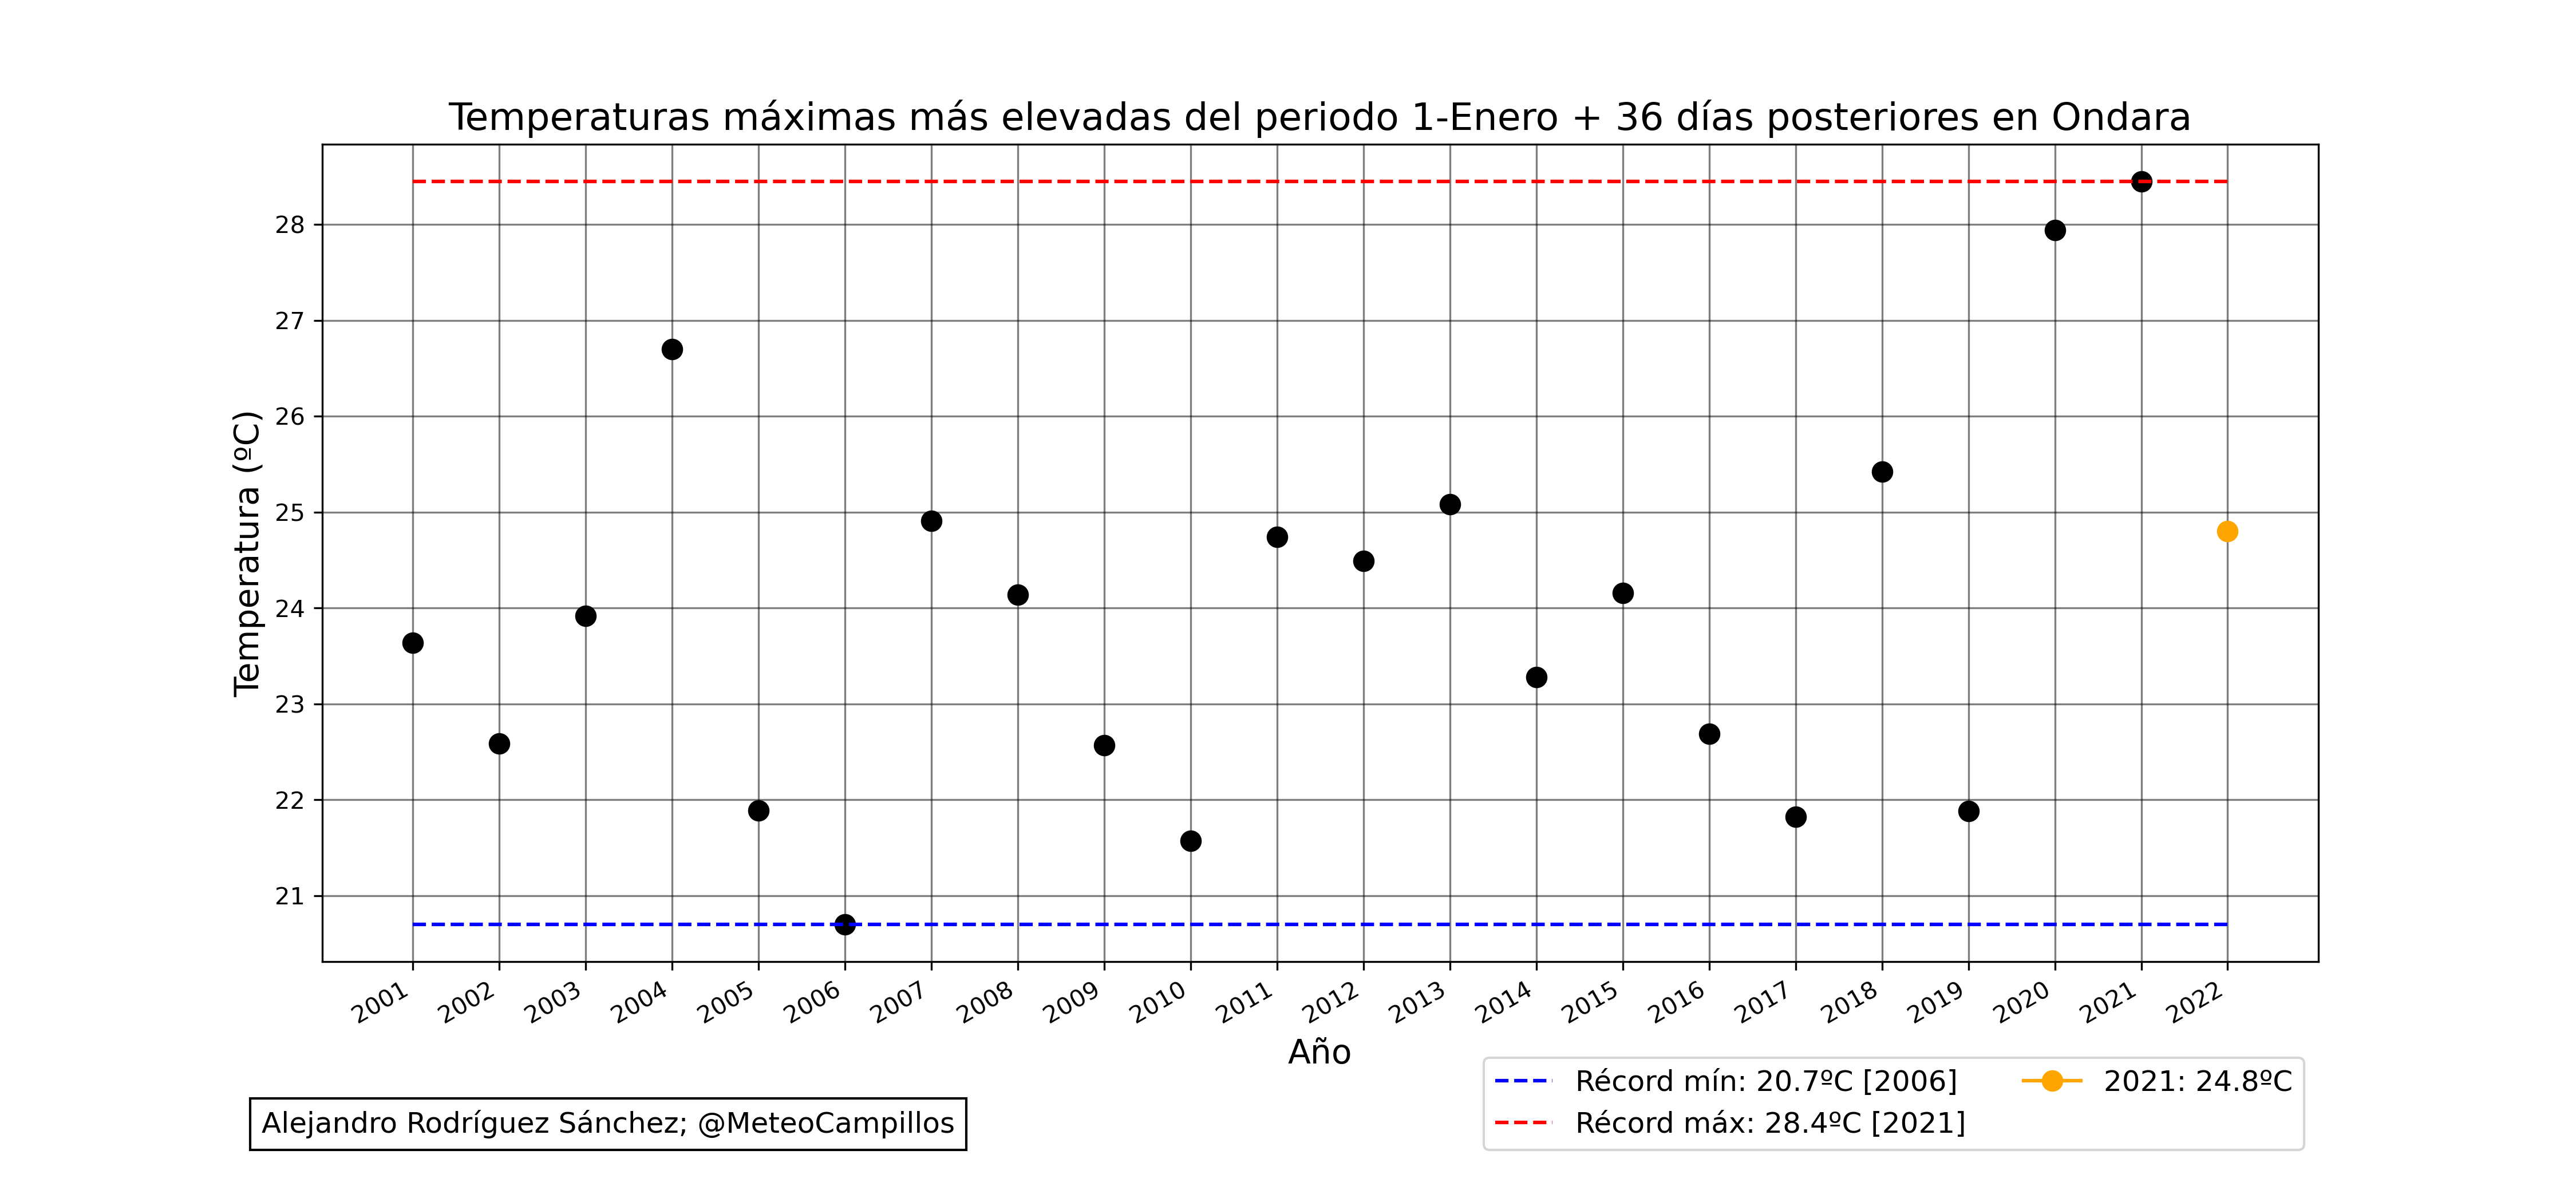 Temperaturas máximas más elevadas del periodo 1-Enero + 36 días posteriores en Ondara
Temperatura (ºC)
28
27
26
25
24
23
22
21
2001 2002 2003 2004 2005 2006 2007 2008 2009 2010 2011 2012 2013 2014 2015 2016 2017 2018 2019 2020 2021 2022
Año
Récord mín: 20.7ºC [2006]
Récord máx: 28.4ºC [2021]
2021: 24.8ºC
Alejandro Rodríguez Sánchez; @MeteoCampillos